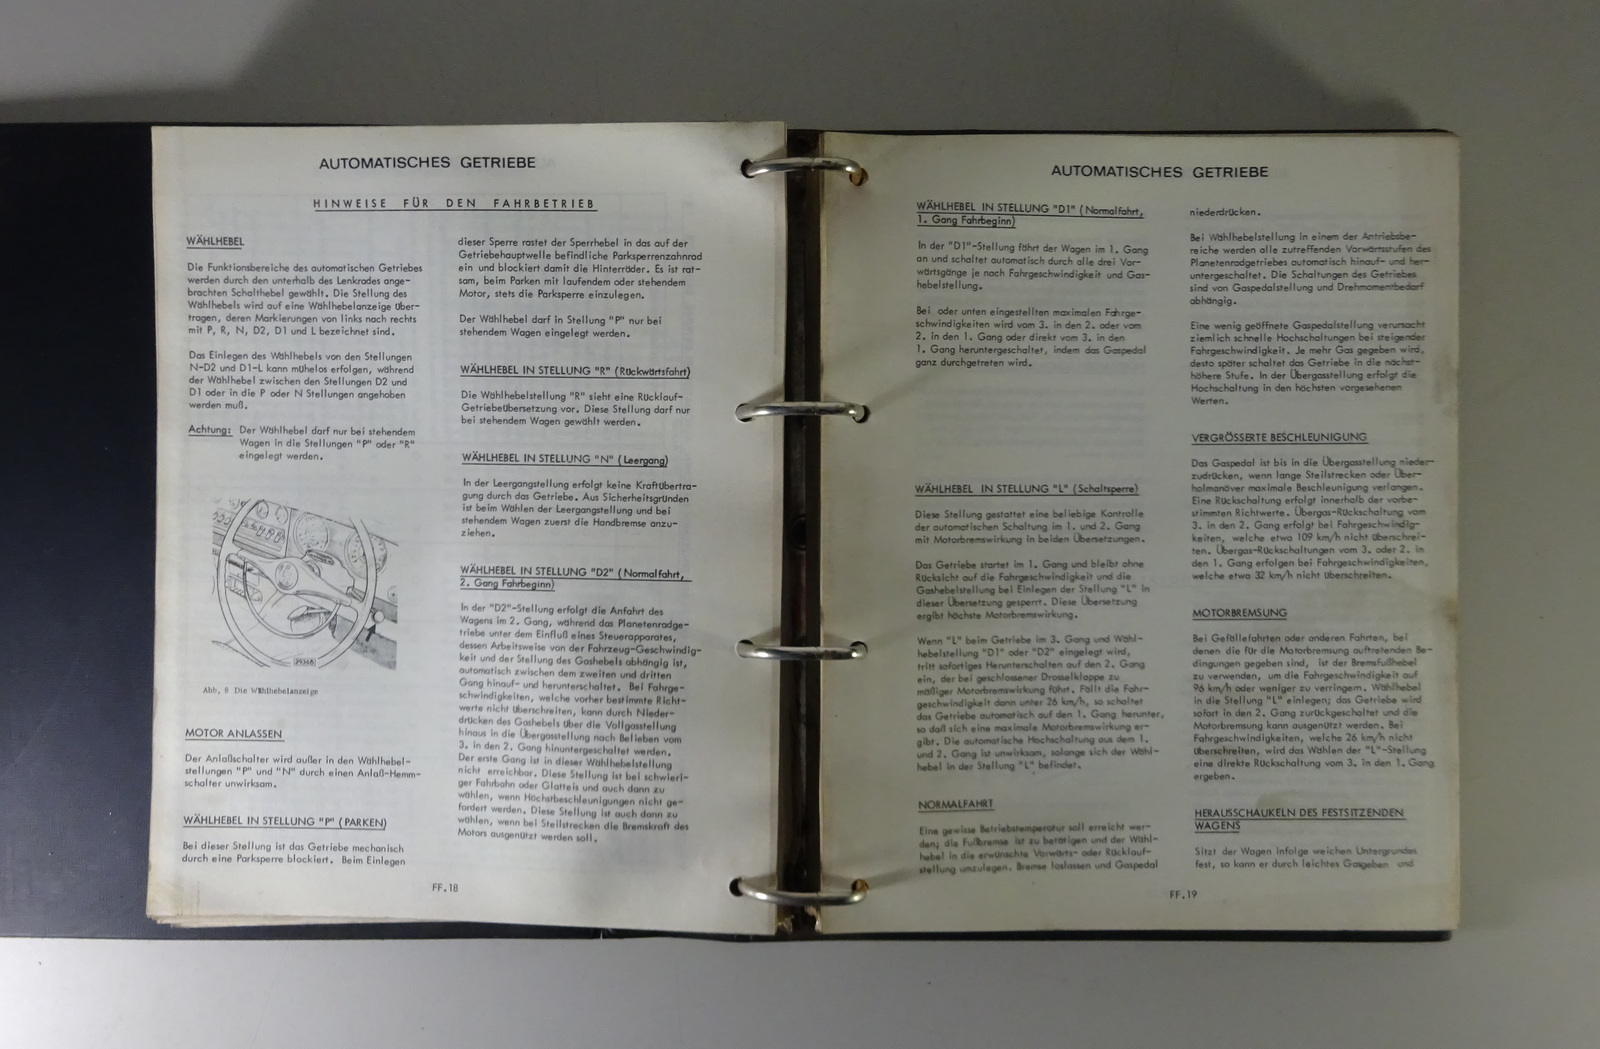 AUTOMATISCHES GETRIEBE
HINWEISE FÜR DEN FAHRBETRIEB
WÄHLHEBEL
Die Funktionsbereiche des automatischen Getriebes
werden durch den unterhalb des Lenkrades ange-
brachten Schalthebel gewählt. Die Stellung des
Wählhebels wird auf eine Wählhebelanzeige über-
tragen, deren Markierungen von links nach rechts
mit P, R, N, D2, D1 und L bezeichnet sind.
Das Einlegen des Wählhebels von den Stellungen
N-D2 und D1-L kann mühelos erfolgen, während
der Wählhebel zwischen den Stellungen D2 und
D1 oder in die P oder N Stellungen angehoben
werden muß.
Achtung: Der Wählhebel darf nur bei stehendem
Wagen in die Stellungen "P" oder "R"
eingelegt werden.
39368
Abb. 8 Die Wählhebelanzeige
MOTOR ANLASSEN
Der Anlaßschalter wird außer in den Wählhebel-
stellungen "P" und "N" durch einen Anlaß-Hemm-
schalter unwirksam.
WÄHLHEBEL IN STELLUNG "P" (PARKEN)
Bei dieser Stellung ist das Getriebe mechanisch
durch eine Parksperre blockiert. Beim Einlegen
dieser Sperre rastet der Sperrhebel in das auf der
Getriebehauptwelle befindliche Parksperrenzahnrad
ein und blockiert damit die Hinterräder. Es ist rat-
sam, beim Parken mit laufendem oder stehendem
Motor, stets die Parksperre einzulegen.
Der Wählhebel darf in Stellung "P" nur bei
stehendem Wagen eingelegt werden.
WÄHLHEBEL IN STELLUNG "R" (Rückwärtsfahrt)
Die Wählhebelstellung "R" sieht eine Rücklauf-
Getriebeübersetzung vor. Diese Stellung darf nur
bei stehendem Wagen gewählt werden.
WÄHLHEBEL IN STELLUNG "N" (Leergang)
In der Leergangstellung erfolgt keine Kraftübertra-
gung durch das Getriebe. Aus Sicherheitsgründen
ist beim Wählen der Leergangstellung und bei
stehendem Wagen zuerst die Handbremse anzu-
ziehen.
WÄHLHEBEL IN STELLUNG "D2" (Normalfahrt,
2. Gang Fahrbeginn)
In der "D2"-Stellung erfolgt die Anfahrt des
Wagens im 2. Gang, während das Planetenradge-
triebe unter dem Einfluß eines Steuerapparates,
dessen Arbeitsweise von der Fahrzeug-Geschwindig-
keit und der Stellung des Gashebels abhängig ist,
automatisch zwischen dem zweiten und dritten
Gang hinauf- und herunterschaltet. Bei Fahrge-
schwindigkeiten, welche vorher bestimmte Richt-
werte nicht überschreiten, kann durch Nieder-
drücken des Gashebels über die Vollgasstellung
hinaus in die Übergasstellung nach Belieben vom
3. in den 2. Gang hinuntergeschaltet werden.
Der erste Gang ist in dieser Wählhebelstellung
nicht erreichbar. Diese Stellung ist bei schwieri-
ger Fahrbahn oder Glatteis und auch dann zu
wählen, wenn Höchstbeschleunigungen nicht ge-
fordert werden. Diese Stellung ist auch dann zu
wählen, wenn bei Steilstrecken die Bremskraft des
Motors ausgenützt werden soll.
FF.18
AUTOMATISCHES GETRIEBE
WÄHLHEBEL IN STELLUNG "D1" (Normalfahrt,
1. Gang Fahrbeginn)
In der "D1"-Stellung fährt der Wagen im 1. Gang
an und schaltet automatisch durch alle drei Vor-
wärtsgänge je nach Fahrgeschwindigkeit und Gas-
hebelstellung.
Bei oder unten eingestellten maximalen Fahrge-
schwindigkeiten wird vom 3. in den 2. oder vom
2. in den 1. Gang oder direkt vom 3. in den
1. Gang heruntergeschaltet, indem das Gaspedal
ganz durchgetreten wird.
WÄHLHEBEL IN STELLUNG "L" (Schaltsperre)
Diese Stellung gestattet eine beliebige Kontrolle
der automatischen Schaltung im 1. und 2. Gang
mit Motorbremswirkung in beiden Übersetzungen.
Das Getriebe startet im 1. Gang und bleibt ohne
Rücksicht auf die Fahrgeschwindigkeit und die
Gashebelstellung bei Einlegen der Stellung "L" in
dieser Übersetzung gesperrt. Diese Übersetzung
ergibt höchste Motorbremswirkung.
Wenn "L" beim Getriebe im 3. Gang und Wähl-
hebelstellung "D1" oder "D2" eingelegt wird,
tritt sofortiges Herunterschalten auf den 2. Gang
ein, der bei geschlossener Drosselklappe zu
mäßiger Motorbremswirkung führt. Fällt die Fahr-
geschwindigkeit dann unter 26 km/h, so schaltet
das Getriebe automatisch auf den 1. Gang herunter,
so daß sich eine maximale Motorbremswirkung er-
gibt. Die automatische Hochschaltung aus dem 1.
und 2. Gang ist unwirksam, solange sich der Wähl-
hebel in der Stellung "L" befindet.
NORMALFAHRT
Eine gewisse Betriebstemperatur soll erreicht wer-
den; die Fußbremse ist zu betätigen und der Wähl-
hebel in die erwünschte Vorwärts- oder Rücklauf-
stellung umzulegen. Bremse loslassen und Gaspedal
niederdrücken.
Bei Wählhebelstellung in einem der Antriebsbe-
reiche werden alle zutreffenden Vorwärtsstufen des
Planetenradgetriebes automatisch hinauf- und her-
untergeschaltet. Die Schaltungen des Getriebes
sind von Gaspedalstellung und Drehmomentbedarf
abhängig.
Eine wenig geöffnete Gaspedalstellung verursacht
ziemlich schnelle Hochschaltungen bei steigender
Fahrgeschwindigkeit. Je mehr Gas gegeben wird,
desto später schaltet das Getriebe in die nächst-
höhere Stufe. In der Übergasstellung erfolgt die
Hochschaltung in den höchsten vorgesehenen
Werten.
VERGRÖSSERTE BESCHLEUNIGUNG
Das Gaspedal ist bis in die Übergasstellung nieder-
zudrücken, wenn lange Steilstrecken oder Über-
holmanöver maximale Beschleunigung verlangen.
Eine Rückschaltung erfolgt innerhalb der vorbe-
stimmten Richtwerte. Übergas-Rückschaltung vom
3. in den 2. Gang erfolgt bei Fahrgeschwindig-
keiten, welche etwa 109 km/h nicht überschrei-
ten. Übergas-Rückschaltungen vom 3. oder 2. in
den 1. Gang erfolgen bei Fahrgeschwindigkeiten,
welche etwa 32 km/h nicht überschreiten.
MOTORBREMSUNG
Bei Gefällefahrten oder anderen Fahrten, bei
denen die für die Motorbremsung auftretenden Be-
dingungen gegeben sind, ist der Bremsfußhebel
zu verwenden, um die Fahrgeschwindigkeit auf
96 km/h oder weniger zu verringern. Wählhebel
in die Stellung "L" einlegen; das Getriebe wird
sofort in den 2. Gang zurückgeschaltet und die
Motorbremsung kann ausgenützt werden. Bei
Fahrgeschwindigkeiten, welche 26 km/h nicht
überschreiten, wird das Wählen der "L"-Stellung
eine direkte Rückschaltung vom 3. in den 1. Gang
ergeben.
HERAUSSCHAUKELN DES FESTSITZENDEN
WAGENS
Sitzt der Wagen infolge weichen Untergrundes
fest, so kann er durch leichtes Gasgeben und
FF.19